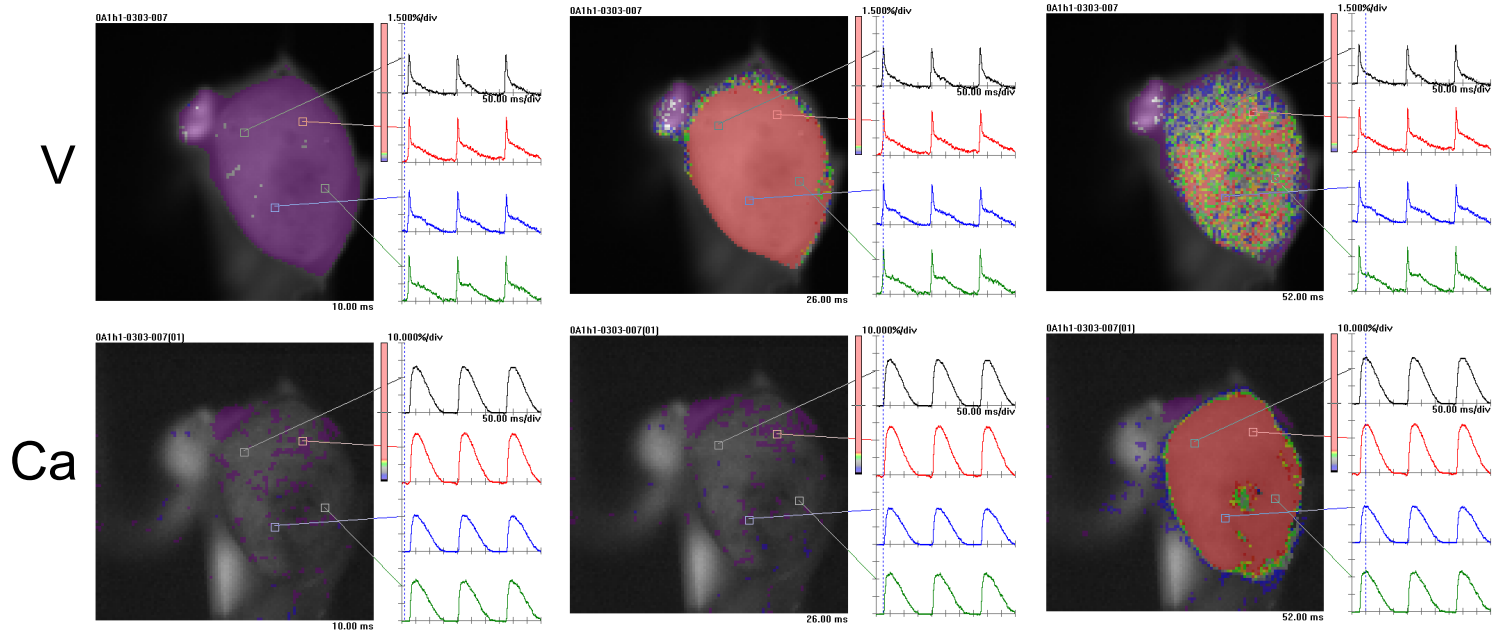 0A1h1-0303-007
1.500%/div
50.00 ms/div
10.00 ms
0A1h1-0303-007
1.500%/div
50.00 ms/div
26.00 ms
0A1h1-0303-007
1.500%/div
50.00 ms/div
52.00 ms
V
0A1h1-0303-007(01)
10.000%/div
50.00 ms/div
10.00 ms
0A1h1-0303-007(01)
10.000%/div
50.00 ms/div
26.00 ms
0A1h1-0303-007(01)
10.000%/div
50.00 ms/div
52.00 ms
Ca